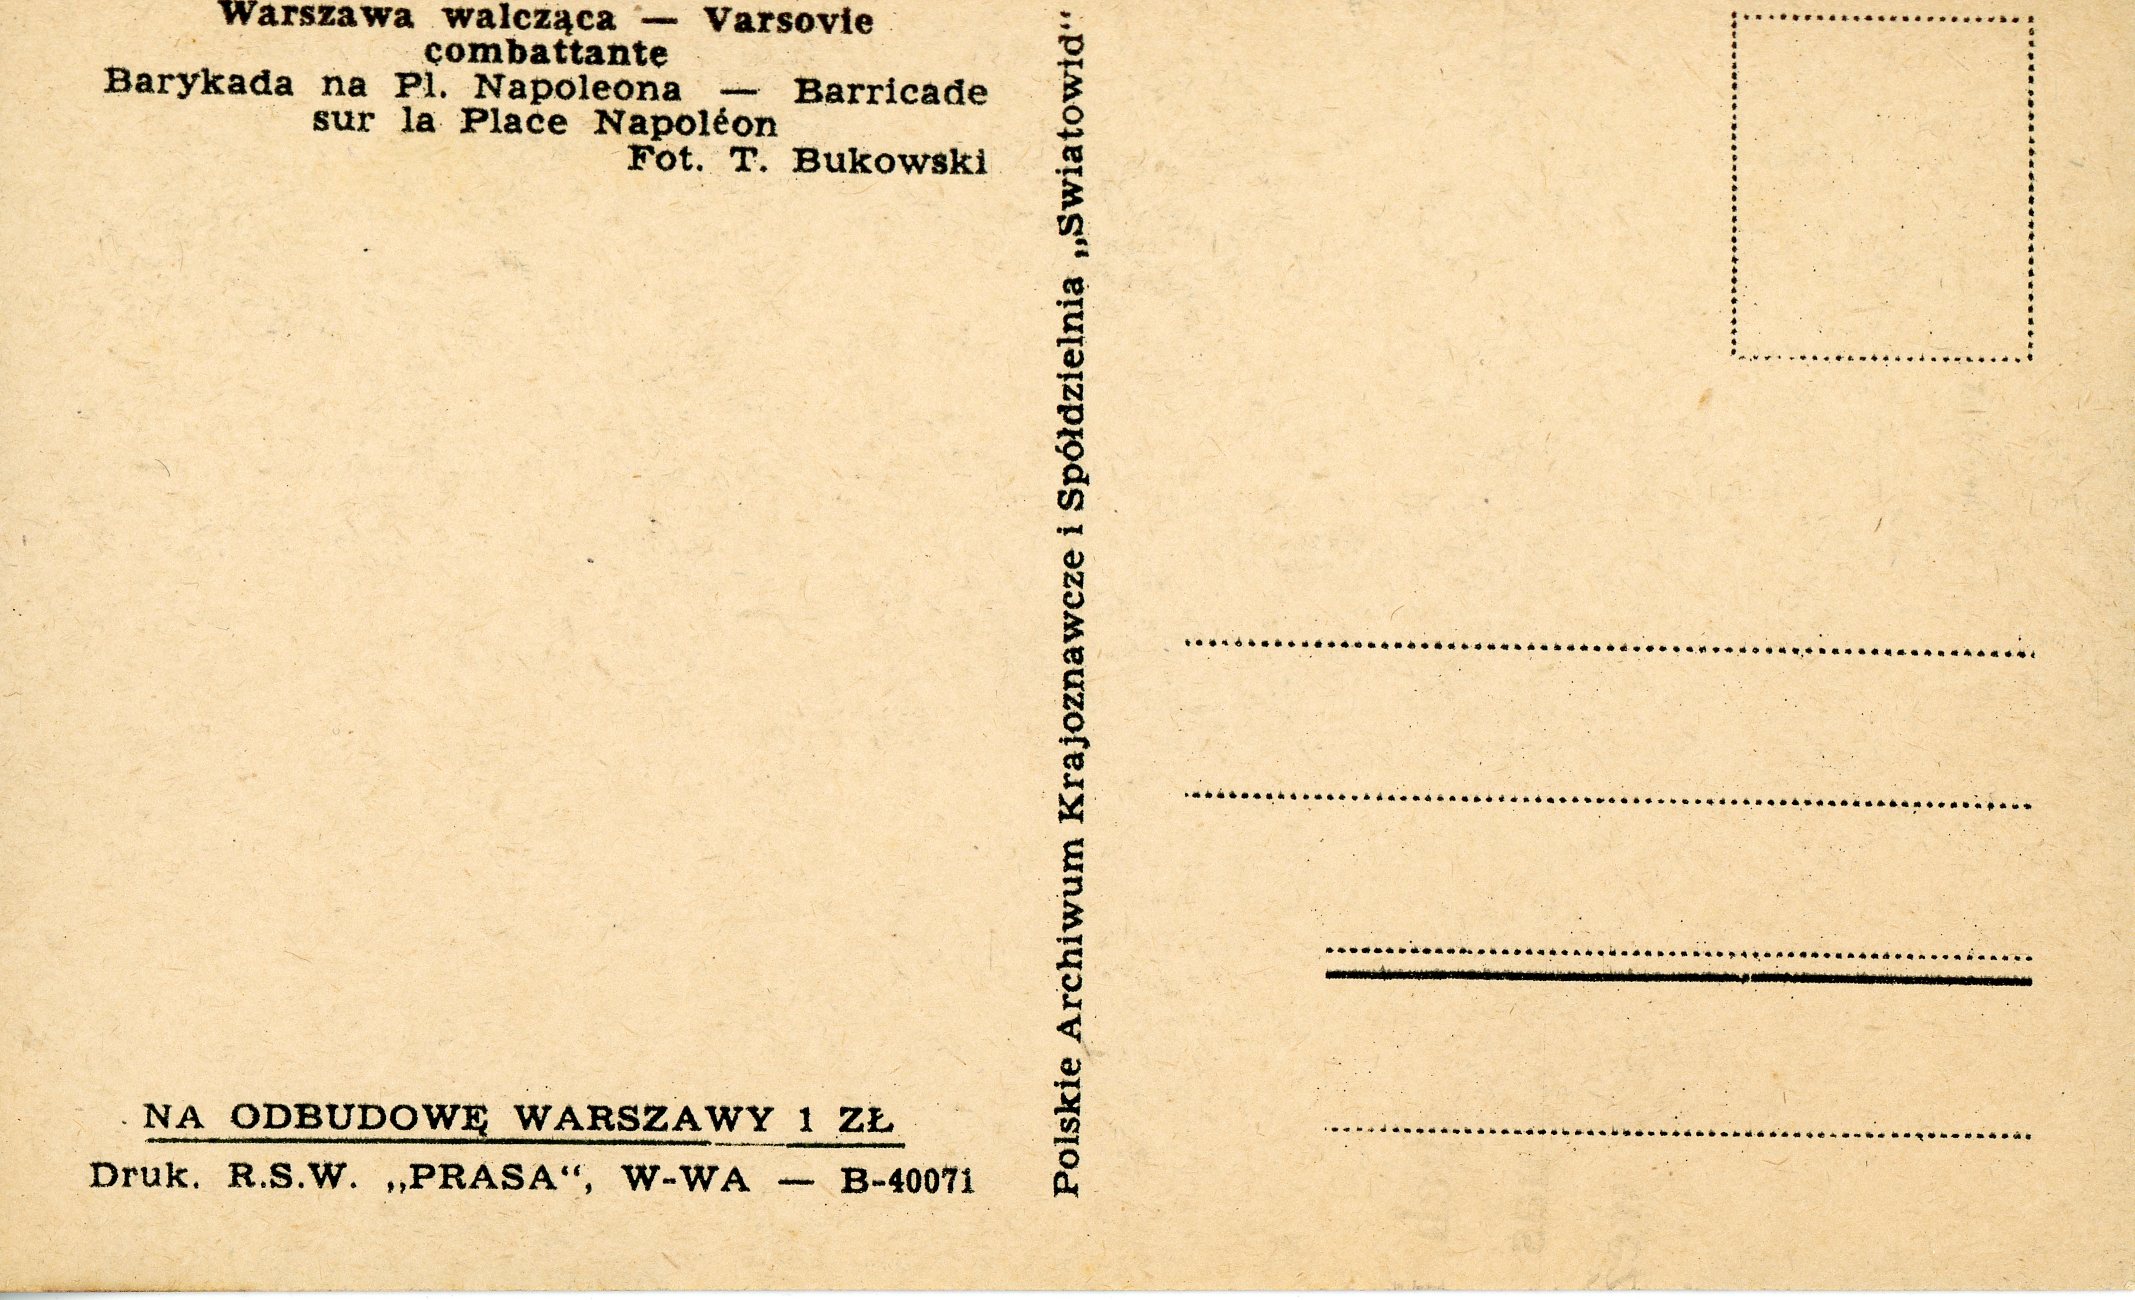 Warszawa walcząca — Varsovie
combattante
Barykada na Pl. Napoleona — Barricade
sur la Place Napoléon
Fot. T. Bukowski
NA ODBUDOWĘ WARSZAWY 1 ZŁ
Druk. R.S.W. „PRASA“, W-WA — B-40071
Polskie Archiwum Krajoznawcze i Spółdzielnia „Swiatowid“